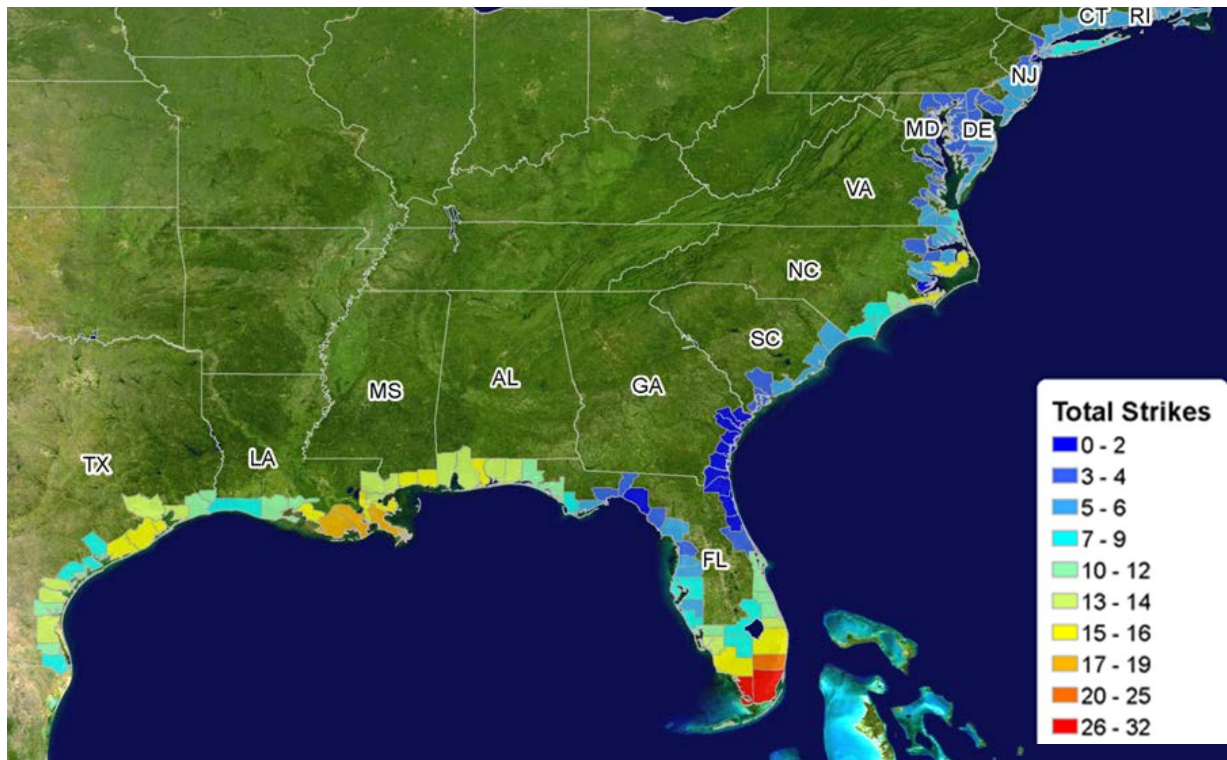 CT RI
NJ
MD DE
VA
NC
SC
MS AL GA
TX LA
FL
Total Strikes
0 - 2
3 - 4
5 - 6
7 - 9
10 - 12
13 - 14
15 - 16
17 - 19
20 - 25
26 - 32